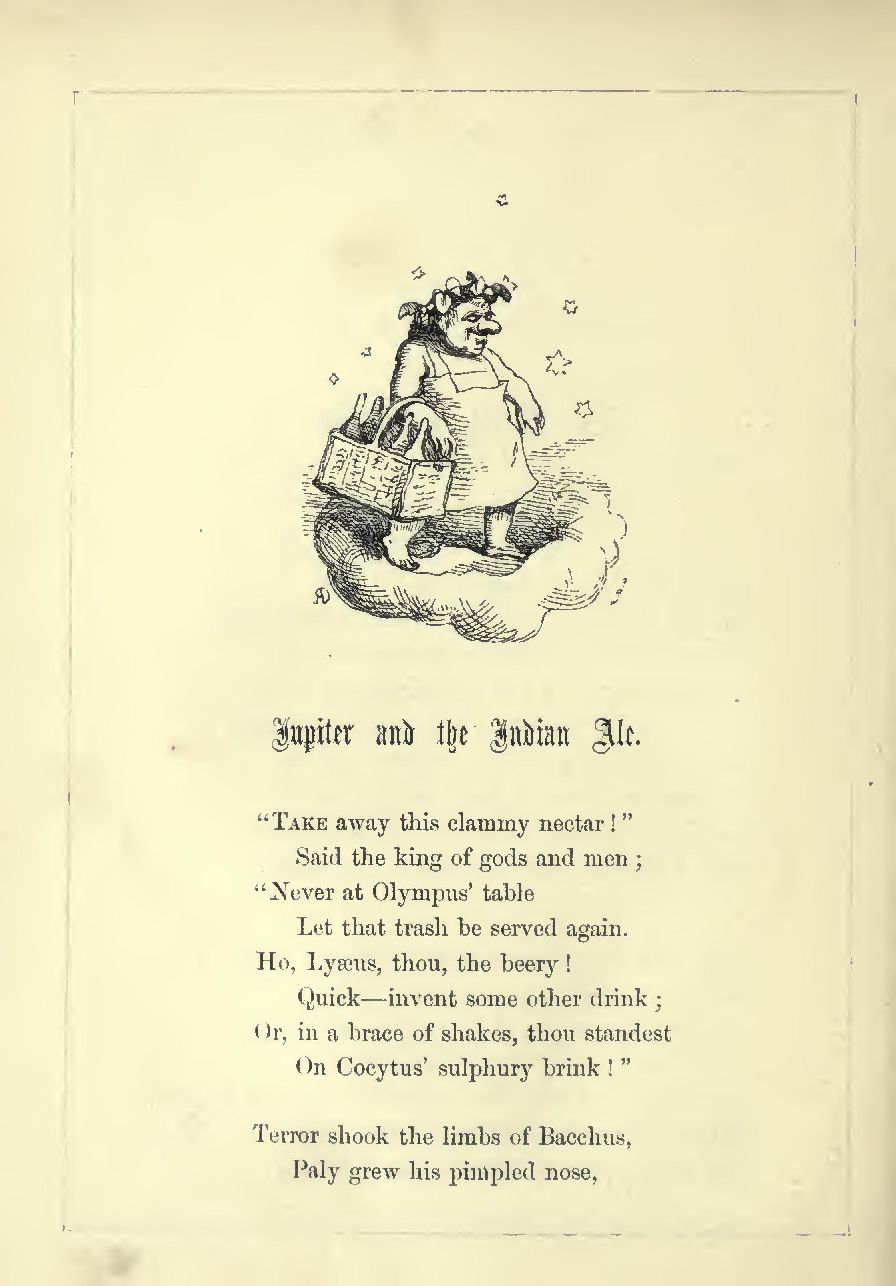 Jupiter and the Indian Ale.
“TAKE away this clammy nectar!”
Said the king of gods and men;
“Never at Olympus’ table
Let that trash be served again.
Ho, Lyæus, thou, the beery!
Quick—invent some other drink;
Or, in a brace of shakes, thou standest
On Cocytus’ sulphury brink!”
Terror shook the limbs of Bacchus,
Paly grew his pimpled nose,